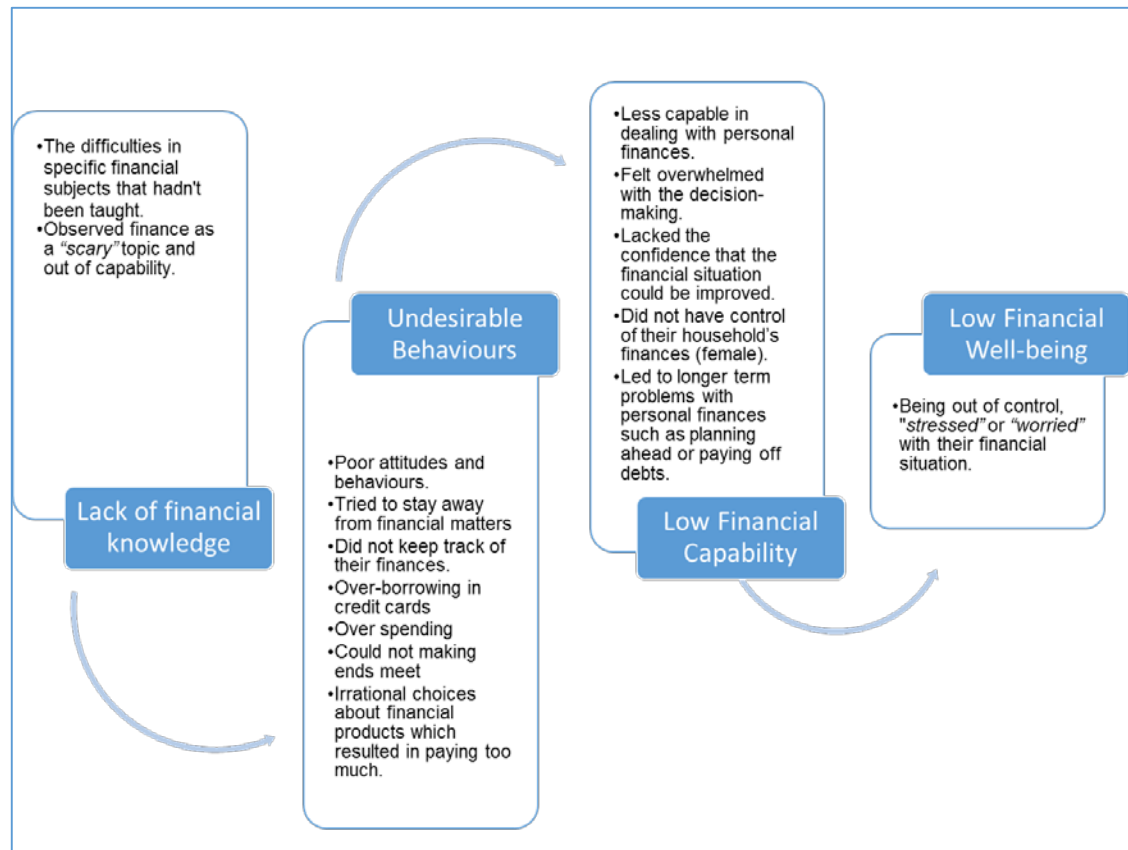 •The difficulties in
specific financial
subjects that hadn't
been taught.
•Observed finance as
a "scary" topic and
out of capability.
Lack of financial
knowledge
Undesirable
Behaviours
•Poor attitudes and
behaviours.
•Tried to stay away
from financial matters
•Did not keep track of
their finances.
•Over-borrowing in
credit cards
•Over spending
•Could not making
ends meet
•Irrational choices
about financial
products which
resulted in paying too
much.
•Less capable in
dealing with personal
finances.
•Felt overwhelmed
with the decision-
making.
•Lacked the
confidence that the
financial situation
could be improved.
•Did not have control
of their household's
finances (female).
•Led to longer term
problems with
personal finances
such as planning
ahead or paying off
debts.
Low Financial
Capability
Low Financial
Well-being
•Being out of control,
"stressed" or "worried"
with their financial
situation.